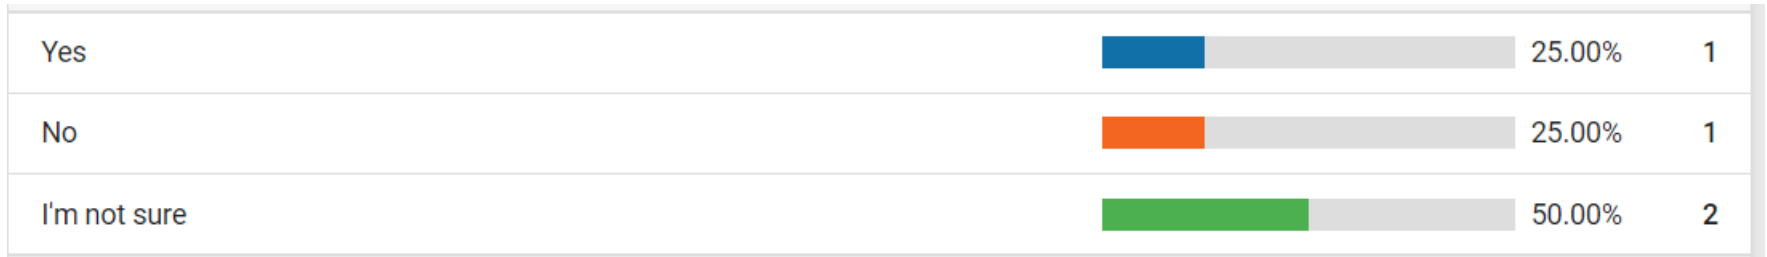 Yes 25.00% 1
No 25.00% 1
I'm not sure 50.00% 2